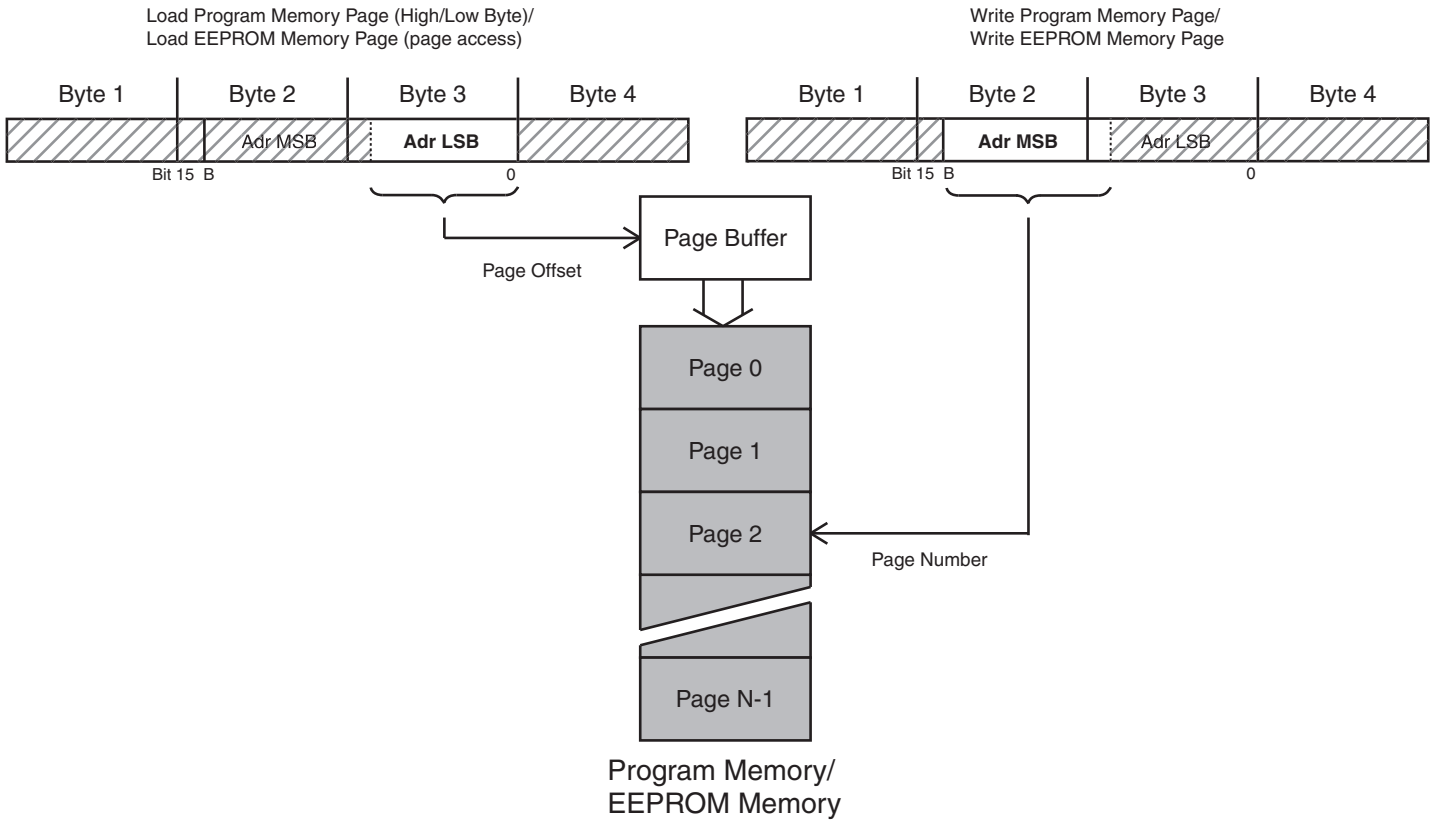 Load Program Memory Page (High/Low Byte)/
Load EEPROM Memory Page (page access)
Byte 1 Byte 2 Byte 3 Byte 4
Adr MSB Adr LSB
Bit 15 B 0
Write Program Memory Page/
Write EEPROM Memory Page
Byte 1 Byte 2 Byte 3 Byte 4
Adr MSB Adr LSB
Bit 15 B 0
Page Buffer
Page Offset
Page 0
Page 1
Page 2
Page Number
Page N-1
Program Memory/
EEPROM Memory